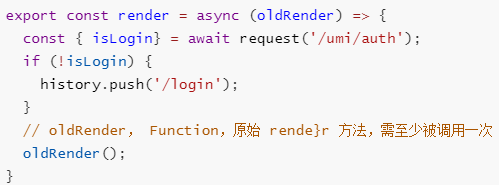 export const render = async (oldRender) => {
  const { isLogin} = await request('/umi/auth');
  if (!isLogin) {
    history.push('/login');
  }
  // oldRender， Function，原始 rende}r 方法，需至少被调用一次
  oldRender();
}